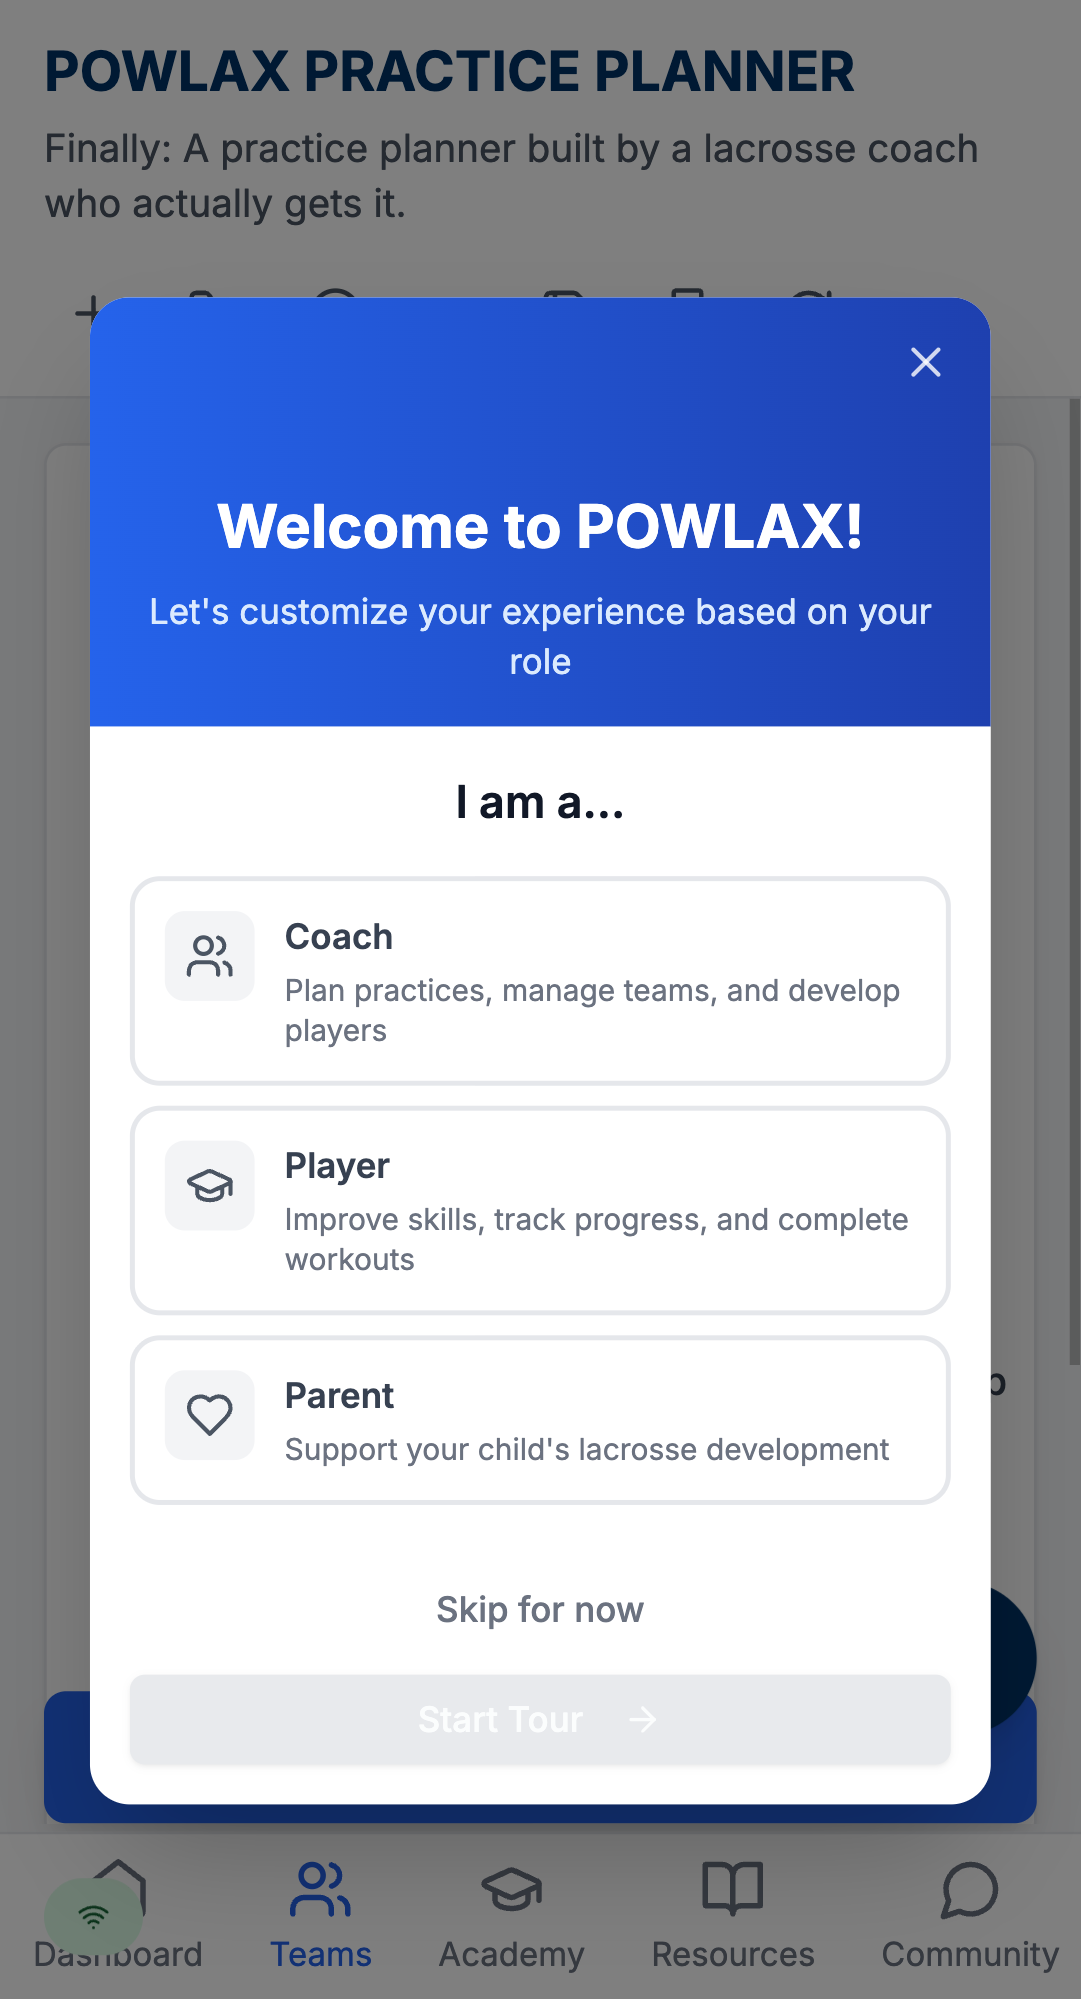 POWLAX PRACTICE PLANNER
Finally: A practice planner built by a lacrosse coach
who actually gets it.
Welcome to POWLAX!
Let's customize your experience based on your
role
I am a...
Coach
Plan practices, manage teams, and develop
players
Player
Improve skills, track progress, and complete
workouts
Parent
Support your child's lacrosse development
Skip for now
Start Tour
Dashboard
Teams
Academy
Resources
Community